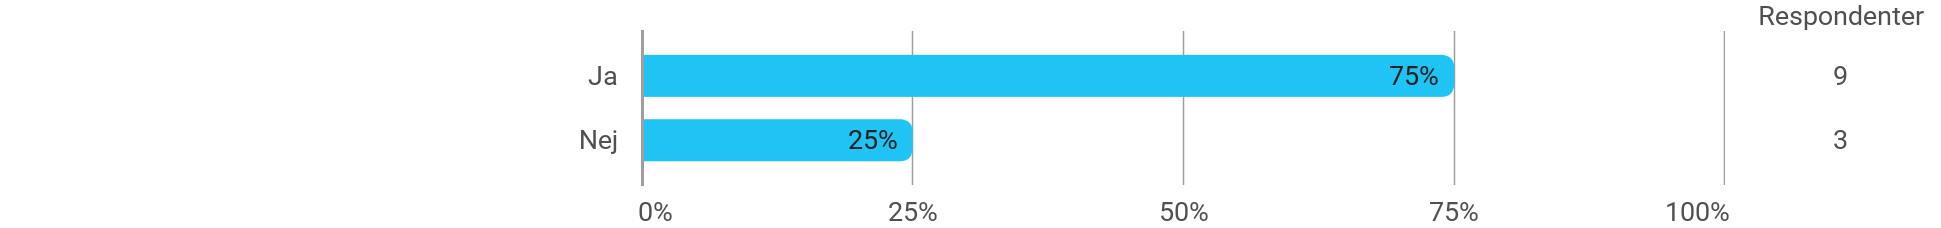 Respondenter
Ja 75% 9
Nej 25% 3
0% 25% 50% 75% 100%